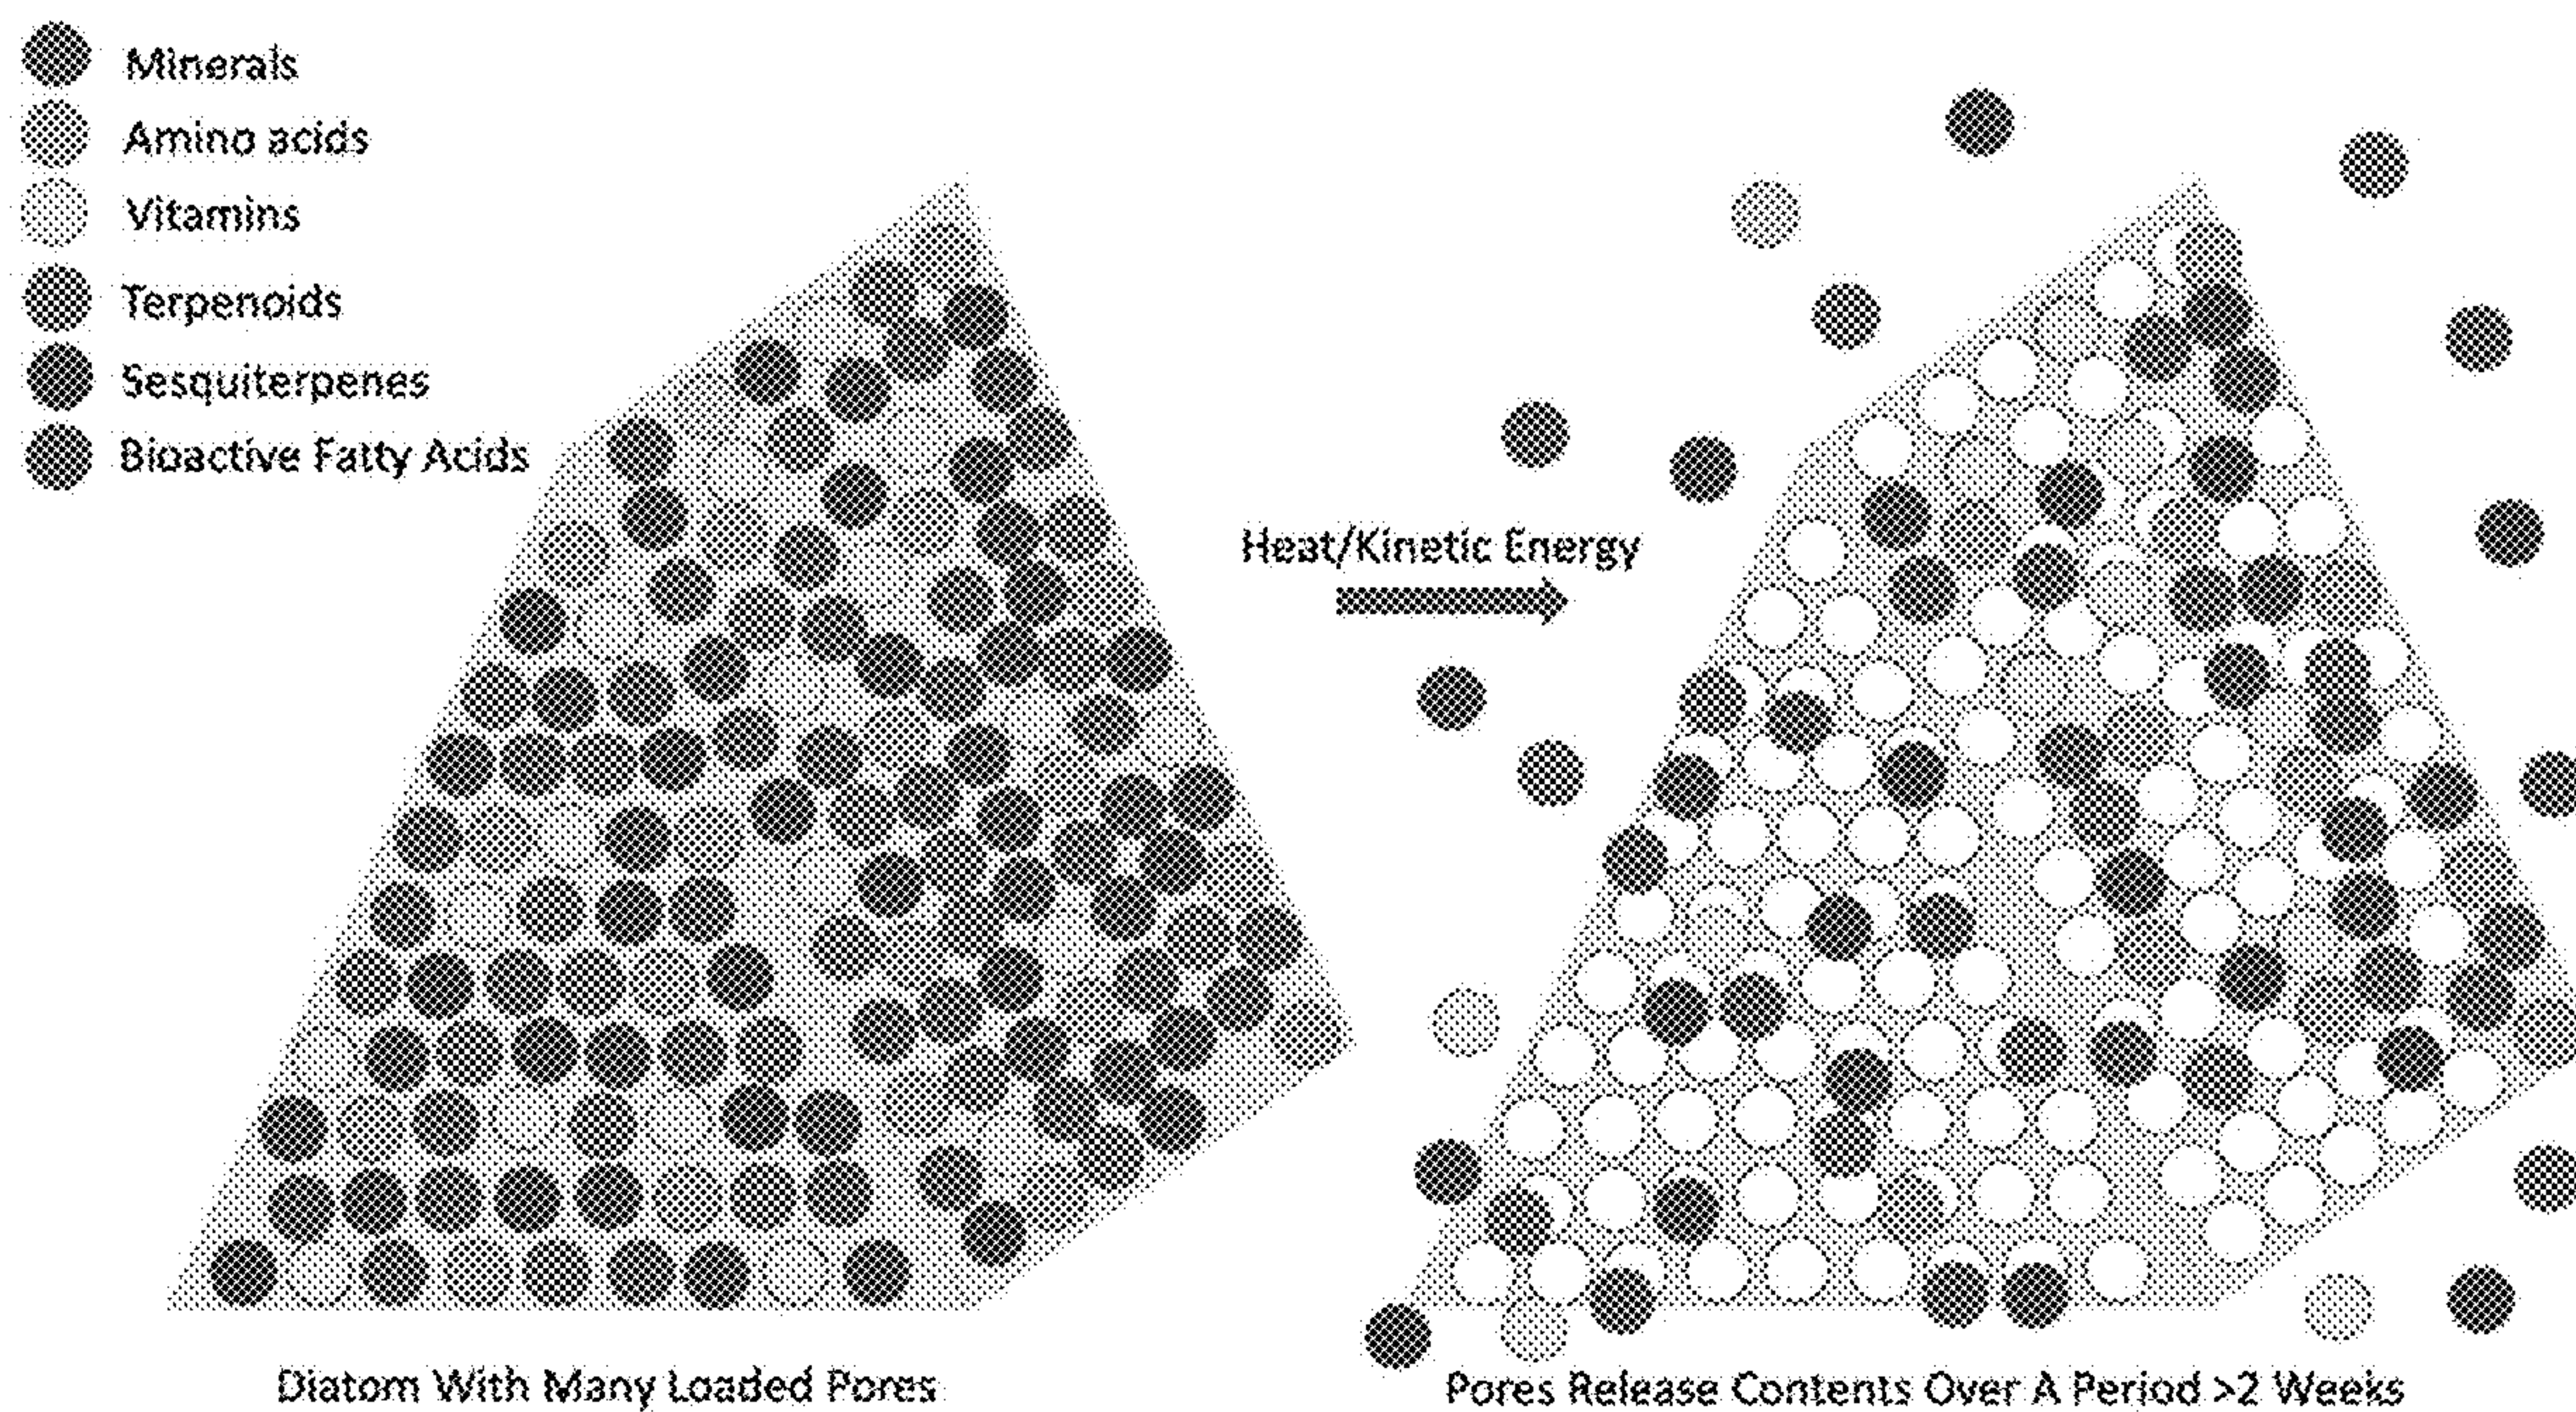 Minerals
Amino acids
Vitamins
Terpenoids
Sesquiterpenes
Bioactive Fatty Acids
Heat/Kinetic Energy
Diatom With Many Loaded Pores
Pores Release Contents Over A Period >2 Weeks